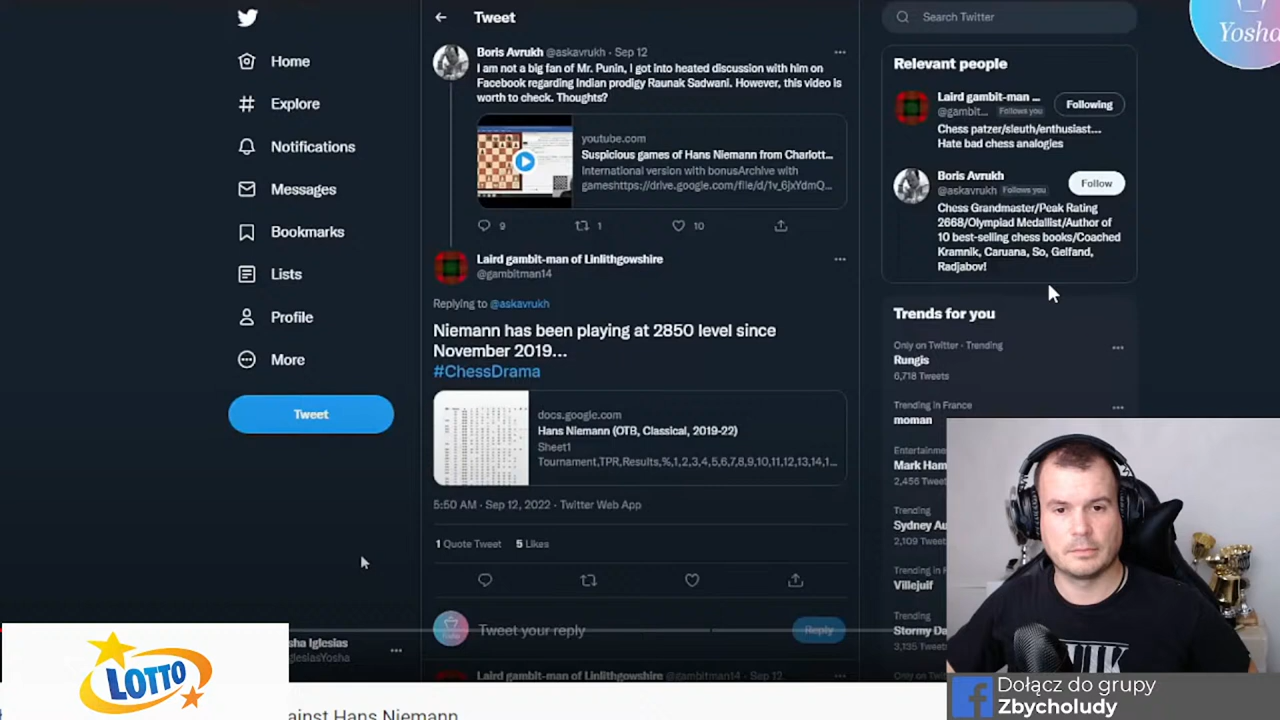 Home
Explore
Notifications
Messages
Bookmarks
Lists
Profile
More
Tweet
Tweet
Boris Avrukh @askavrukh · Sep 12
I am not a big fan of Mr. Punin, I got into heated discussion with him on
Facebook regarding Indian prodigy Raunak Sadwani. However, this video is
worth to check. Thoughts?
youtube.com
Suspicious games of Hans Niemann from Charlott...
International version with bonusArchive with
gameshttps://drive.google.com/file/d/1v_6jxYdmQ...
9 1 10
Laird gambit-man of Linlithgowshire
@gambitman14
Replying to @askavrukh
Niemann has been playing at 2850 level since
November 2019...
#ChessDrama
docs.google.com
Hans Niemann (OTB, Classical, 2019-22)
Sheet1
Tournament,TPR,Results,%,1,2,3,4,5,6,7,8,9,10,11,12,13,14,1...
5:50 AM · Sep 12, 2022 · Twitter Web App
1 Quote Tweet 5 Likes
Tweet your reply
Reply
Laird gambit-man of Linlithgowshire @gambitman14 · Sep 12
Search Twitter
Yosha
Relevant people
Laird gambit-man ...
@gambit... Follows you
Following
Chess patzer/sleuth/enthusiast...
Hate bad chess analogies
Boris Avrukh
@askavrukh Follows you
Follow
Chess Grandmaster/Peak Rating
2668/Olympiad Medallist/Author of
10 best-selling chess books/Coached
Kramnik, Caruana, So, Gelfand,
Radjabov!
Trends for you
Only on Twitter · Trending
Rungis
6,718 Tweets
Trending in France
moman
Entertainme
Mark Ham
2,456 Tweets
Trending
Sydney Au
2,109 Tweets
Trending in
Villejuif
Trending
Stormy Da
3,135 Tweets
Only on
sha Iglesias
glesiasYosha
LOTTO
ainst Hans Niemann
Dołącz do grupy
Zbycholudy